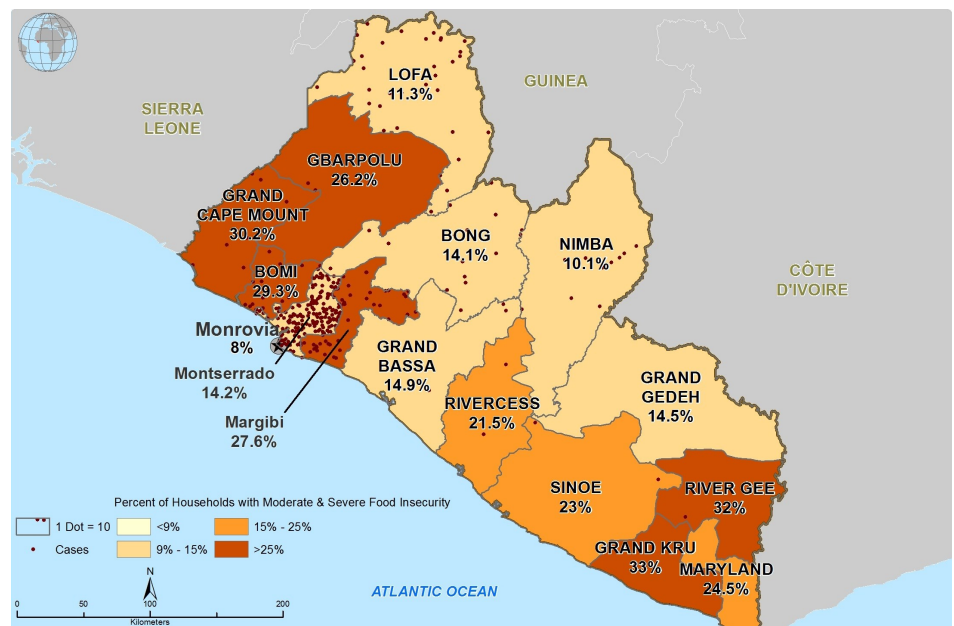 LOFA
11.3%
GUINEA
SIERRA
LEONE
GBARPOLU
26.2%
GRAND
CAPE MOUNT
30.2%
BONG
14.1%
NIMBA
10.1%
BOMI
29.3%
CÔTE
D'IVOIRE
Monrovia
8%
Montserrado
14.2%
Margibi
27.6%
GRAND
BASSA
14.9%
GRAND
GEDEH
14.5%
RIVERCESS
21.5%
SINOE
23%
RIVER GEE
32%
GRAND KRU
33%
MARYLAND
24.5%
Percent of Households with Moderate & Severe Food Insecurity
1 Dot = 10
<9%
15% - 25%
Cases
9% - 15%
>25%
N
0 50 100 200
Kilometers
ATLANTIC OCEAN